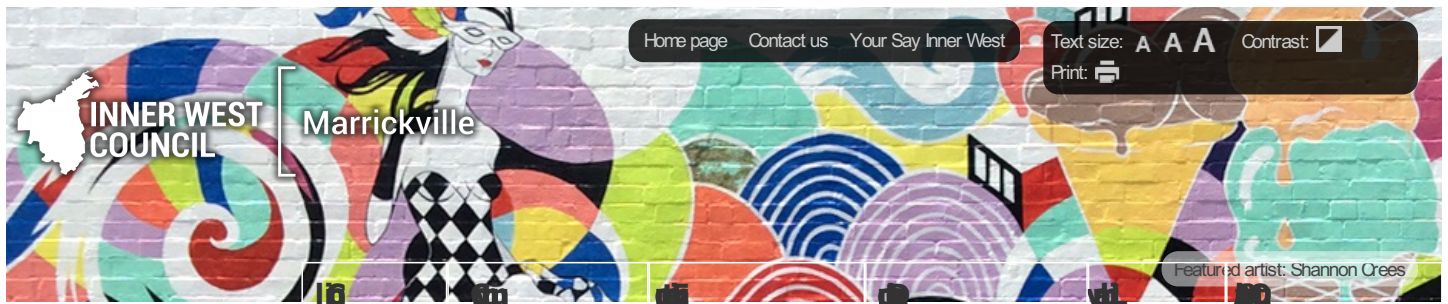 Home page Contact us Your Say Inner West
Text size: A A A Contrast:
Print:
INNER WEST
COUNCIL
Marrickville
Featured artist: Shannon Crees